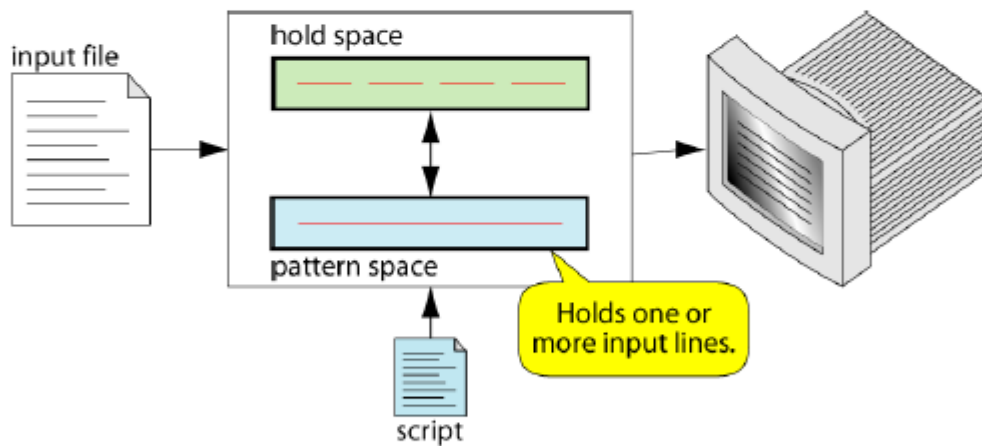 hold space
input file
pattern space
Holds one or
more input lines.
script